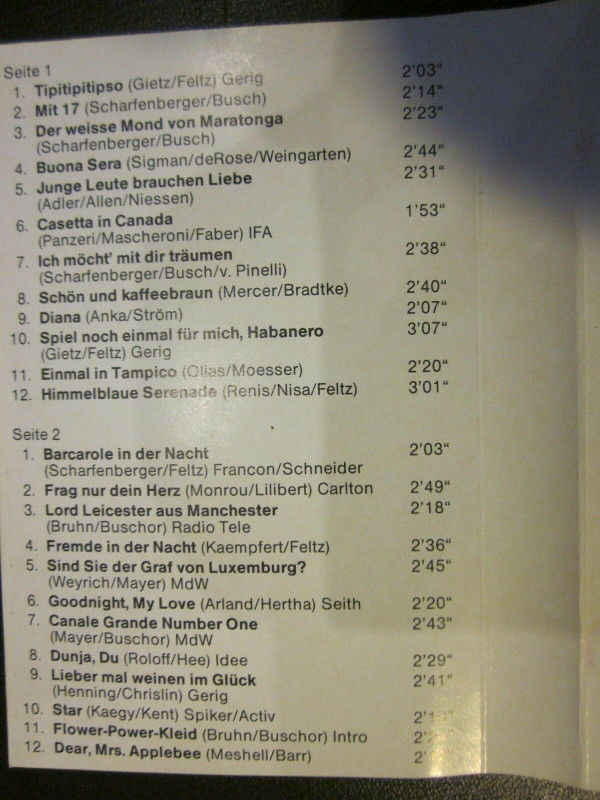 Seite 1
1. Tipitipitipso (Gietz/Feltz) Gerig 2'03"
2. Mit 17 (Scharfenberger/Busch) 2'14"
3. Der weisse Mond von Maratonga 2'23"
(Scharfenberger/Busch)
4. Buona Sera (Sigman/deRose/Weingarten) 2'44"
5. Junge Leute brauchen Liebe 2'31"
(Adler/Allen/Niessen)
6. Casetta in Canada 1'53"
(Panzeri/Mascheroni/Faber) IFA
7. Ich möcht' mit dir träumen 2'38"
(Scharfenberger/Busch/v. Pinelli)
8. Schön und kaffeebraun (Mercer/Bradtke) 2'40"
9. Diana (Anka/Ström) 2'07"
10. Spiel noch einmal für mich, Habanero 3'07"
(Gietz/Feltz) Gerig
11. Einmal in Tampico (Olias/Moesser) 2'20"
12. Himmelblaue Serenade (Renis/Nisa/Feltz) 3'01"
Seite 2
1. Barcarole in der Nacht 2'03"
(Scharfenberger/Feltz) Francon/Schneider
2. Frag nur dein Herz (Monrou/Lilibert) Carlton 2'49"
3. Lord Leicester aus Manchester 2'18"
(Bruhn/Buschor) Radio Tele
4. Fremde in der Nacht (Kaempfert/Feltz) 2'36"
5. Sind Sie der Graf von Luxemburg? 2'45"
(Weyrich/Mayer) MdW
6. Goodnight, My Love (Arland/Hertha) Seith 2'20"
7. Canale Grande Number One 2'43"
(Mayer/Buschor) MdW
8. Dunja, Du (Roloff/Hee) Idee 2'29"
9. Lieber mal weinen im Glück 2'41"
(Henning/Chrislin) Gerig
10. Star (Kaegy/Kent) Spiker/Activ
11. Flower-Power-Kleid (Bruhn/Buschor) Intro
12. Dear, Mrs. Applebee (Meshell/Barr)